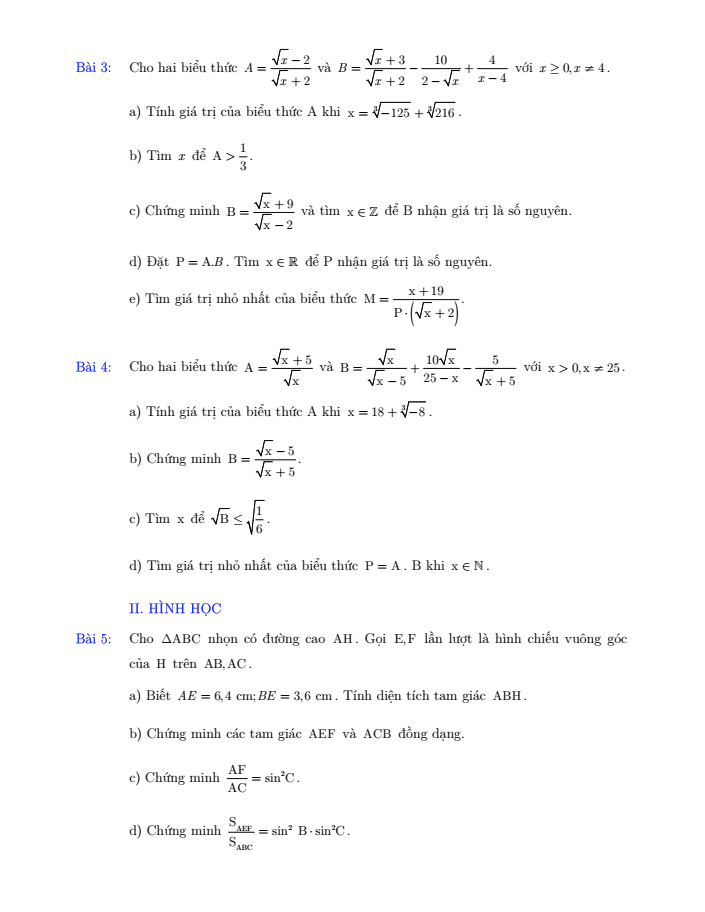 Bài 3: Cho hai biểu thức $A = \frac{\sqrt{x} - 2}{\sqrt{x} + 2}$ và $B = \frac{\sqrt{x} + 3}{\sqrt{x} + 2} - \frac{10}{2 - \sqrt{x}} + \frac{4}{x - 4}$ với $x \geq 0, x \neq 4$.
a) Tính giá trị của biểu thức A khi $x = \sqrt[3]{-125} + \sqrt[3]{216}$.
b) Tìm $x$ để $A > \frac{1}{3}$.
c) Chứng minh $B = \frac{\sqrt{x} + 9}{\sqrt{x} - 2}$ và tìm $x \in \mathbb{Z}$ để B nhận giá trị là số nguyên.
d) Đặt $P = A.B$. Tìm $x \in \mathbb{R}$ để P nhận giá trị là số nguyên.
e) Tìm giá trị nhỏ nhất của biểu thức $M = \frac{x + 19}{P \cdot (\sqrt{x} + 2)}$.
Bài 4: Cho hai biểu thức $A = \frac{\sqrt{x} + 5}{\sqrt{x}}$ và $B = \frac{\sqrt{x}}{\sqrt{x} - 5} + \frac{10\sqrt{x}}{25 - x} - \frac{5}{\sqrt{x} + 5}$ với $x > 0, x \neq 25$.
a) Tính giá trị của biểu thức A khi $x = 18 + \sqrt[3]{-8}$.
b) Chứng minh $B = \frac{\sqrt{x} - 5}{\sqrt{x} + 5}$.
c) Tìm x để $\sqrt{B} \leq \sqrt{\frac{1}{6}}$.
d) Tìm giá trị nhỏ nhất của biểu thức $P = A . B$ khi $x \in \mathbb{N}$.
II. HÌNH HỌC
Bài 5: Cho $\Delta ABC$ nhọn có đường cao AH. Gọi E,F lần lượt là hình chiếu vuông góc
của H trên AB,AC.
a) Biết $AE = 6,4$ cm; $BE = 3,6$ cm. Tính diện tích tam giác ABH.
b) Chứng minh các tam giác AEF và ACB đồng dạng.
c) Chứng minh $\frac{AF}{AC} = \sin^2 C$.
d) Chứng minh $\frac{S_{AEF}}{S_{ABC}} = \sin^2 B \cdot \sin^2 C$.